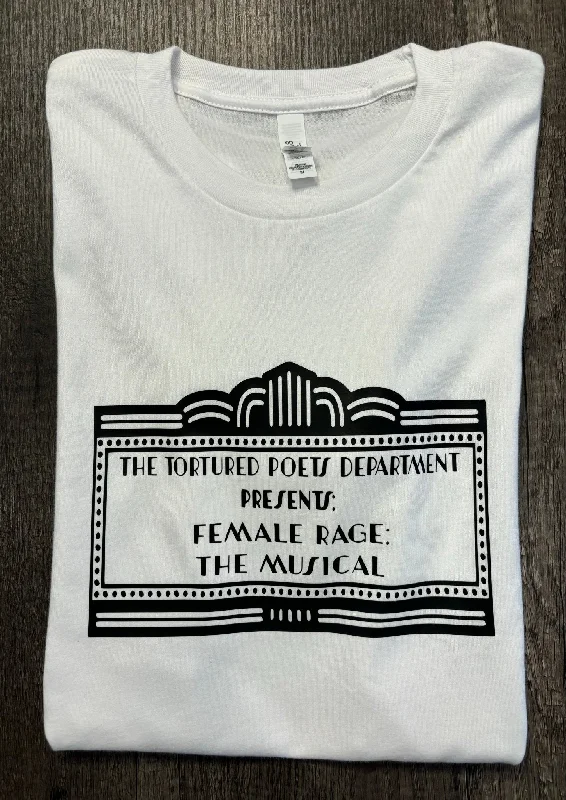 THE TORTURED POETS DEPARTMENT
PRESENTS:
FEMALE RAGE:
THE MUSICAL